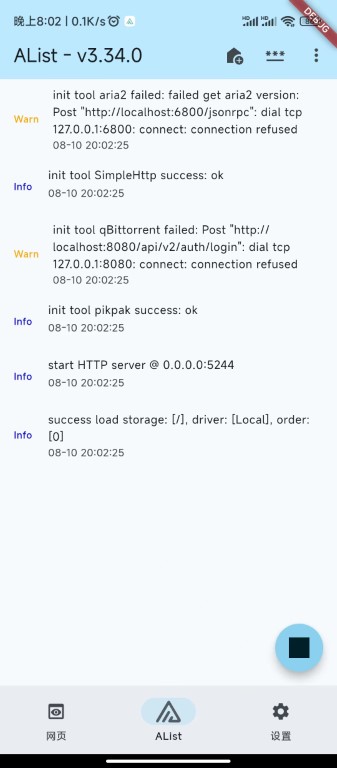 晚上8:02 | 0.1K/s
DEBUG
AList - v3.34.0
***
init tool aria2 failed: failed get aria2 version:
Post "http://localhost:6800/jsonrpc": dial tcp
Warn
127.0.0.1:6800: connect: connection refused
08-10 20:02:25
init tool SimpleHttp success: ok
Info
08-10 20:02:25
init tool qBittorrent failed: Post "http://
localhost:8080/api/v2/auth/login": dial tcp
Warn
127.0.0.1:8080: connect: connection refused
08-10 20:02:25
init tool pikpak success: ok
Info
08-10 20:02:25
start HTTP server @ 0.0.0.0:5244
Info
08-10 20:02:25
success load storage: [/], driver: [Local], order:
Info
[0]
08-10 20:02:25
网页
AList
设置